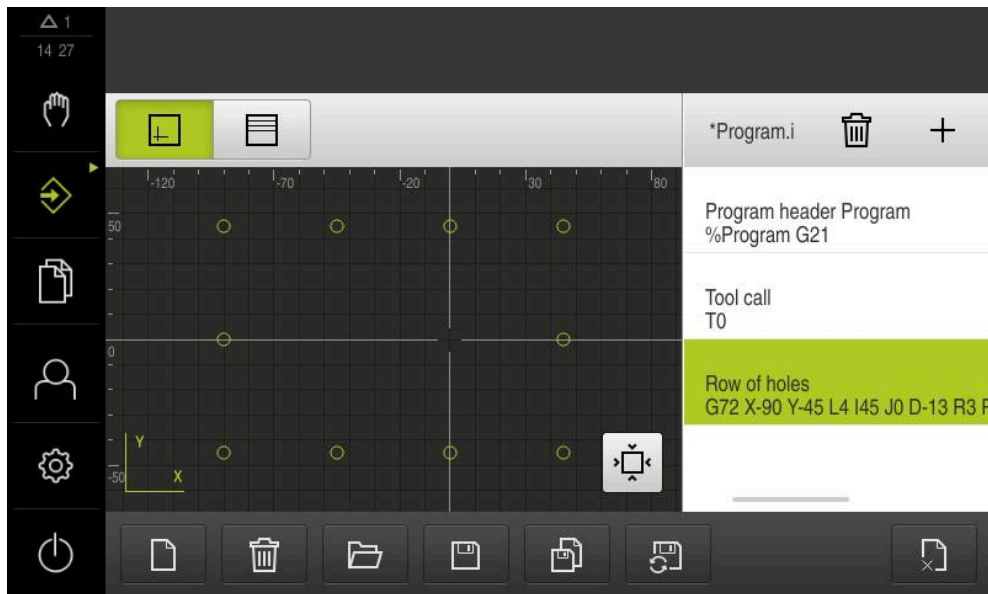 1
14 27
*Program.i
-120
-70
-20
30
80
50
0
-50
Y
X
Program header Program
%Program G21
Tool call
T0
Row of holes
G72 X-90 Y-45 L4 I45 J0 D-13 R3